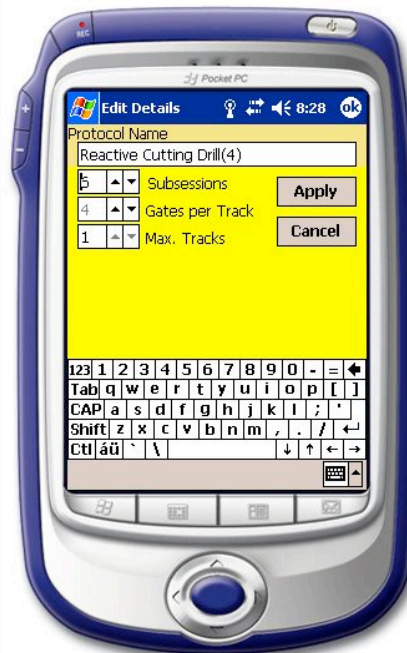 REC
Pocket PC
Edit Details 8:28 ok
Protocol Name
Reactive Cutting Drill(4)
5 Subsessions
Apply
4 Gates per Track
1 Max. Tracks
Cancel
123 1 2 3 4 5 6 7 8 9 0 - =
Tab q w e r t y u i o p [ ]
CAP a s d f g h j k l ; '
Shift z x c v b n m , . /
Ctl áü ` \